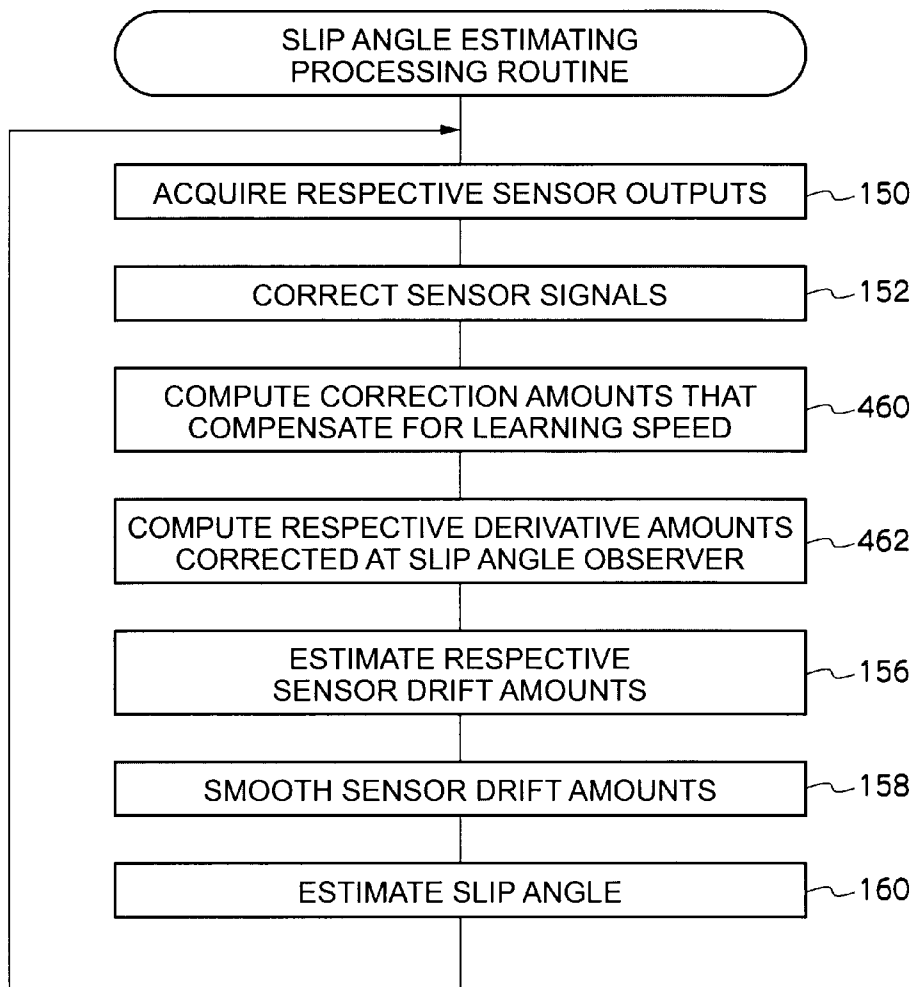 SLIP ANGLE ESTIMATING
PROCESSING ROUTINE
ACQUIRE RESPECTIVE SENSOR OUTPUTS
150
CORRECT SENSOR SIGNALS
152
COMPUTE CORRECTION AMOUNTS THAT
COMPENSATE FOR LEARNING SPEED
460
COMPUTE RESPECTIVE DERIVATIVE AMOUNTS
CORRECTED AT SLIP ANGLE OBSERVER
462
ESTIMATE RESPECTIVE
SENSOR DRIFT AMOUNTS
156
SMOOTH SENSOR DRIFT AMOUNTS
158
ESTIMATE SLIP ANGLE
160